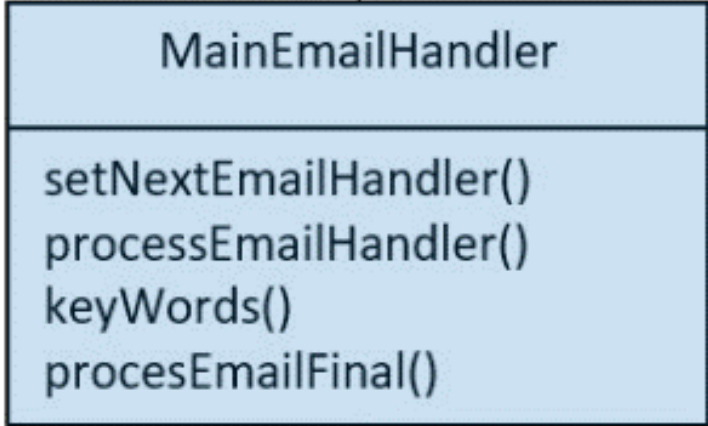 MainEmailHandler
setNextEmailHandler()
processEmailHandler()
keyWords()
procesEmailFinal()